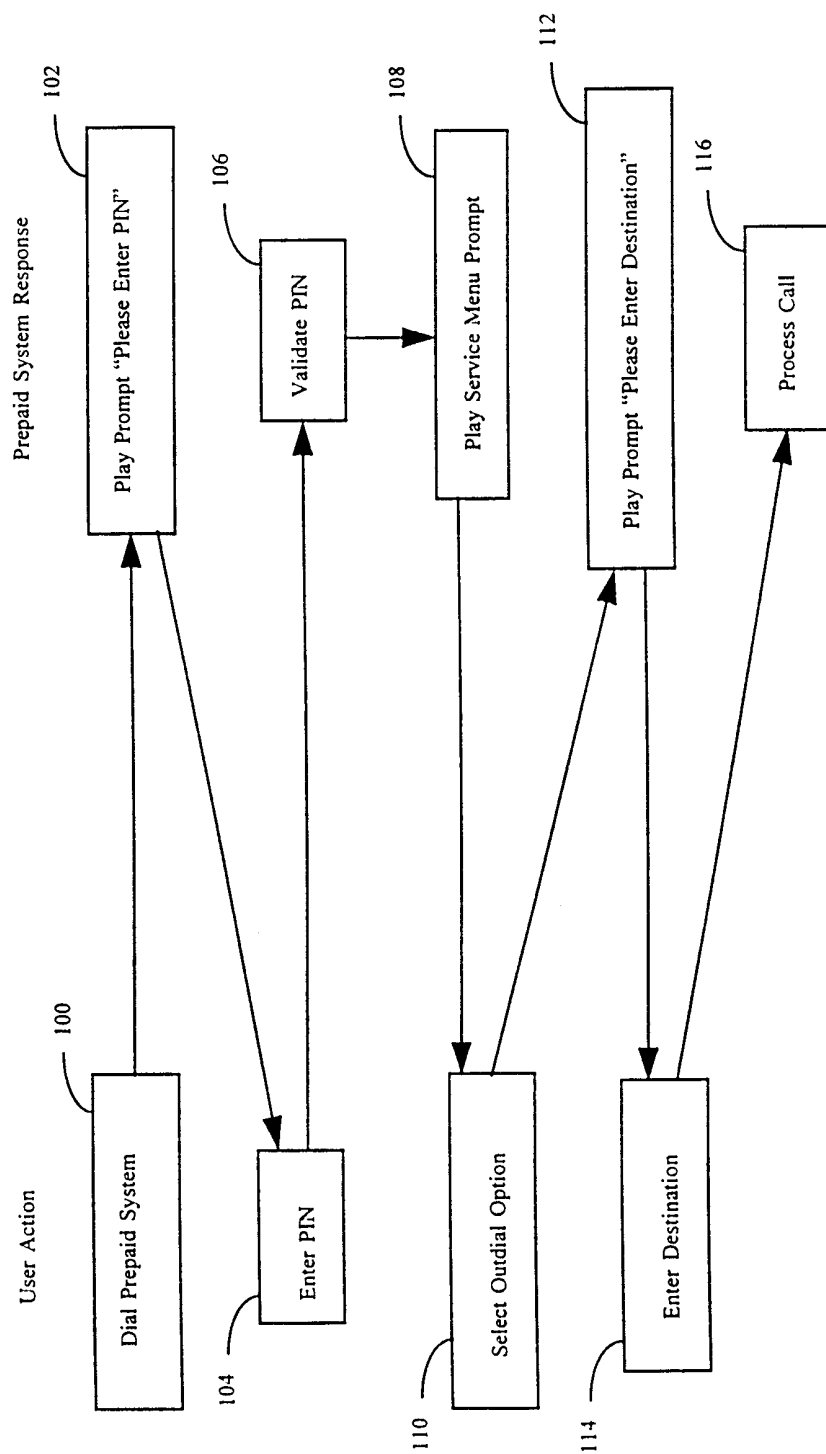 User Action
Prepaid System Response
100
Dial Prepaid System
102
Play Prompt “Please Enter PIN”
104
Enter PIN
106
Validate PIN
108
Play Service Menu Prompt
110
Select Outdial Option
112
Play Prompt “Please Enter Destination”
114
Enter Destination
116
Process Call